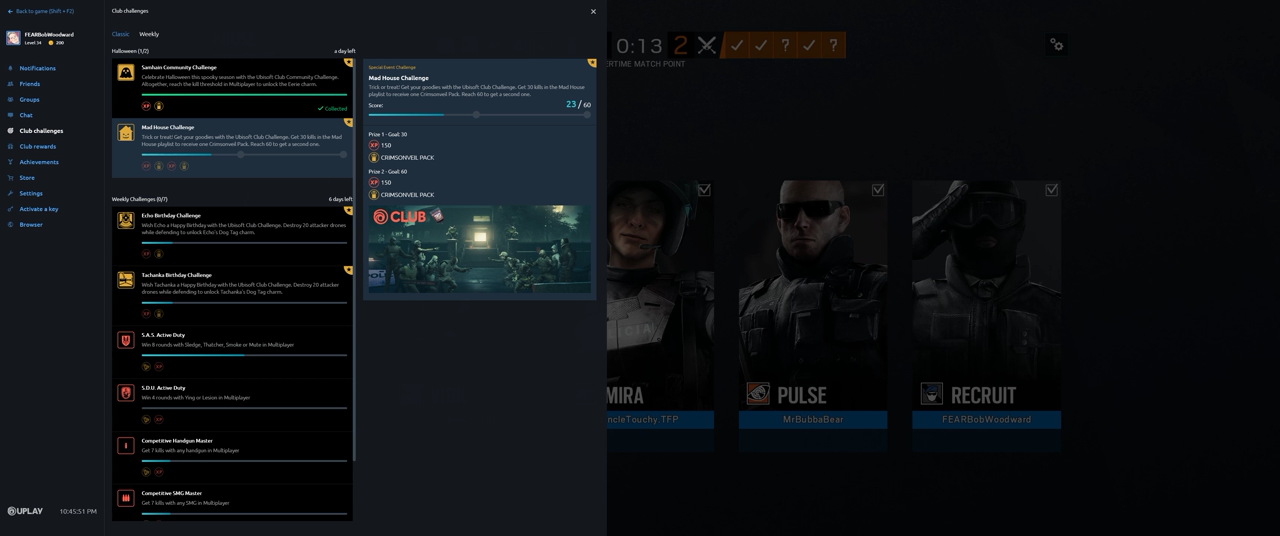 Back to game (Shift + F2)
FEARBobWoodward
Level 34
200
Notifications
Friends
Groups
Chat
Club challenges
Club rewards
Achievements
Store
Settings
Activate a key
Browser
UPLAY
10:45:51 PM
Club challenges
Classic
Weekly
Halloween (1/2)
a day left
Samhain Community Challenge
Celebrate Halloween this spooky season with the Ubisoft Club Community Challenge.
Altogether, reach the kill threshold in Multiplayer to unlock the Eerie charm.
XP
Collected
Mad House Challenge
Trick or treat! Get your goodies with the Ubisoft Club Challenge. Get 30 kills in the Mad
House playlist to receive one Crimsonveil Pack. Reach 60 to get a second one.
XP
XP
Weekly Challenges (0/7)
6 days left
Echo Birthday Challenge
Wish Echo a Happy Birthday with the Ubisoft Club Challenge. Destroy 20 attacker drones
while defending to unlock Echo's Dog Tag charm.
XP
Tachanka Birthday Challenge
Wish Tachanka a Happy Birthday with the Ubisoft Club Challenge. Destroy 20 attacker
drones while defending to unlock Tachanka's Dog Tag charm.
XP
S.A.S. Active Duty
Win 8 rounds with Sledge, Thatcher, Smoke or Mute in Multiplayer
XP
S.D.U. Active Duty
Win 4 rounds with Ying or Lesion in Multiplayer
XP
Competitive Handgun Master
Get 7 kills with any handgun in Multiplayer
XP
Competitive SMG Master
Get 7 kills with any SMG in Multiplayer
Special Event Challenge
Mad House Challenge
Trick or treat! Get your goodies with the Ubisoft Club Challenge. Get 30 kills in the Mad House
playlist to receive one Crimsonveil Pack. Reach 60 to get a second one.
Score:
23 / 60
Prize 1 - Goal: 30
XP 150
CRIMSONVEIL PACK
Prize 2 - Goal: 60
XP 150
CRIMSONVEIL PACK
CLUB
0:13
2
? ?
ERTIME MATCH POINT
MIRA
ncleTouchy.TFP
PULSE
MrBubbaBear
RECRUIT
FEARBobWoodward